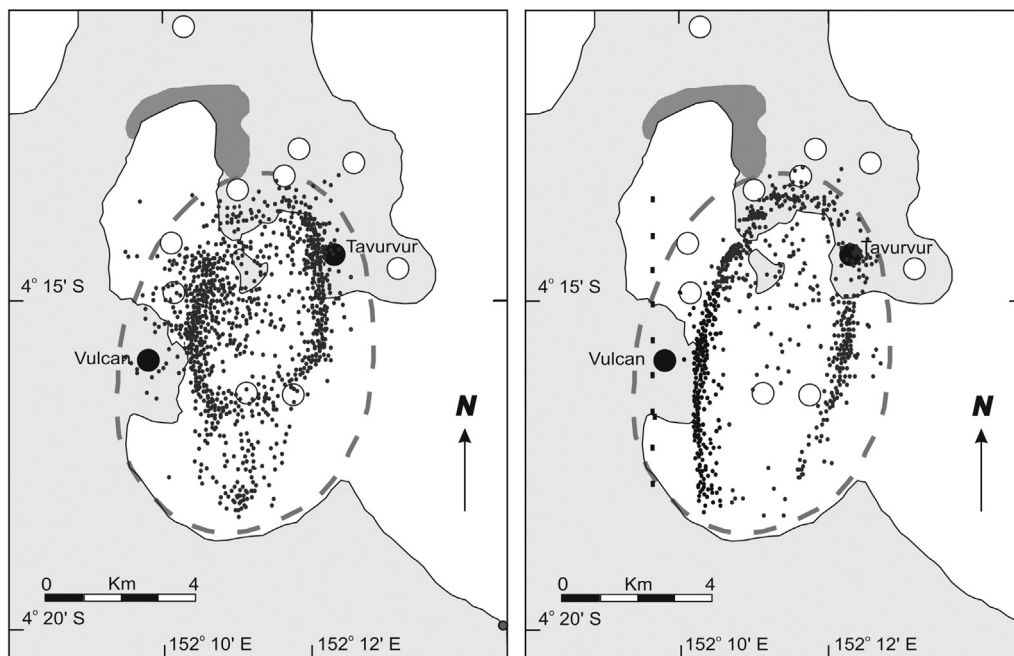 Tavurvur
4° 15' S
Vulcan
N
0 Km 4
4° 20' S
152° 10' E
152° 12' E
Tavurvur
4° 15' S
Vulcan
N
0 Km 4
4° 20' S
152° 10' E
152° 12' E